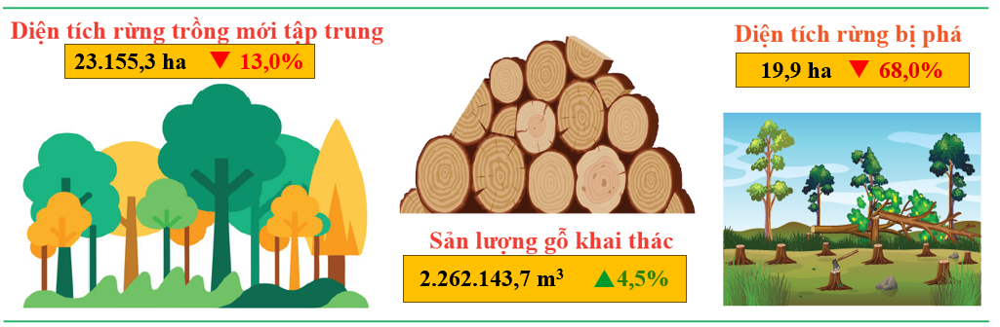 Diện tích rừng trồng mới tập trung
23.155,3 ha ▼ 13,0%
Sản lượng gỗ khai thác
2.262.143,7 m³ ▲4,5%
Diện tích rừng bị phá
19,9 ha ▼ 68,0%